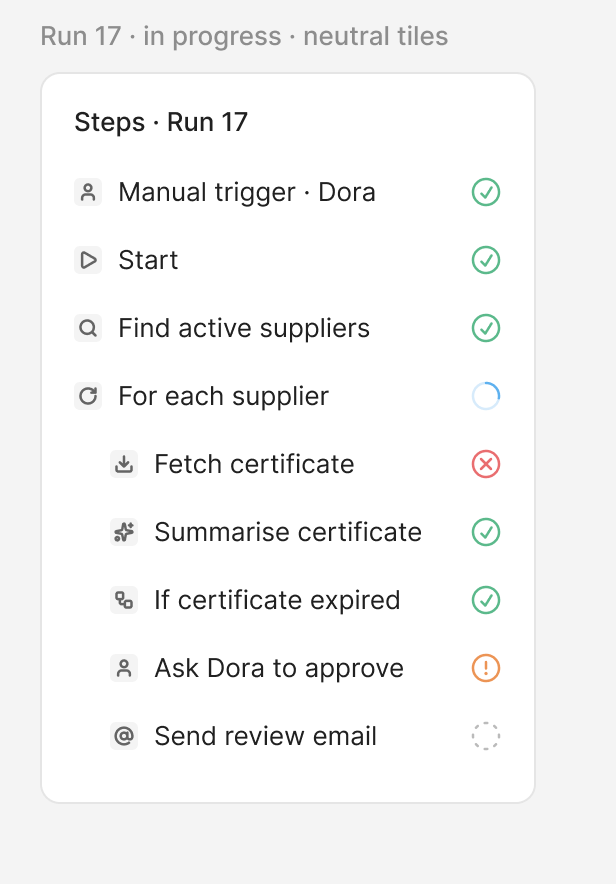 Run 17 · in progress · neutral tiles
Steps · Run 17
Manual trigger · Dora
Start
Find active suppliers
For each supplier
Fetch certificate
Summarise certificate
If certificate expired
Ask Dora to approve
Send review email